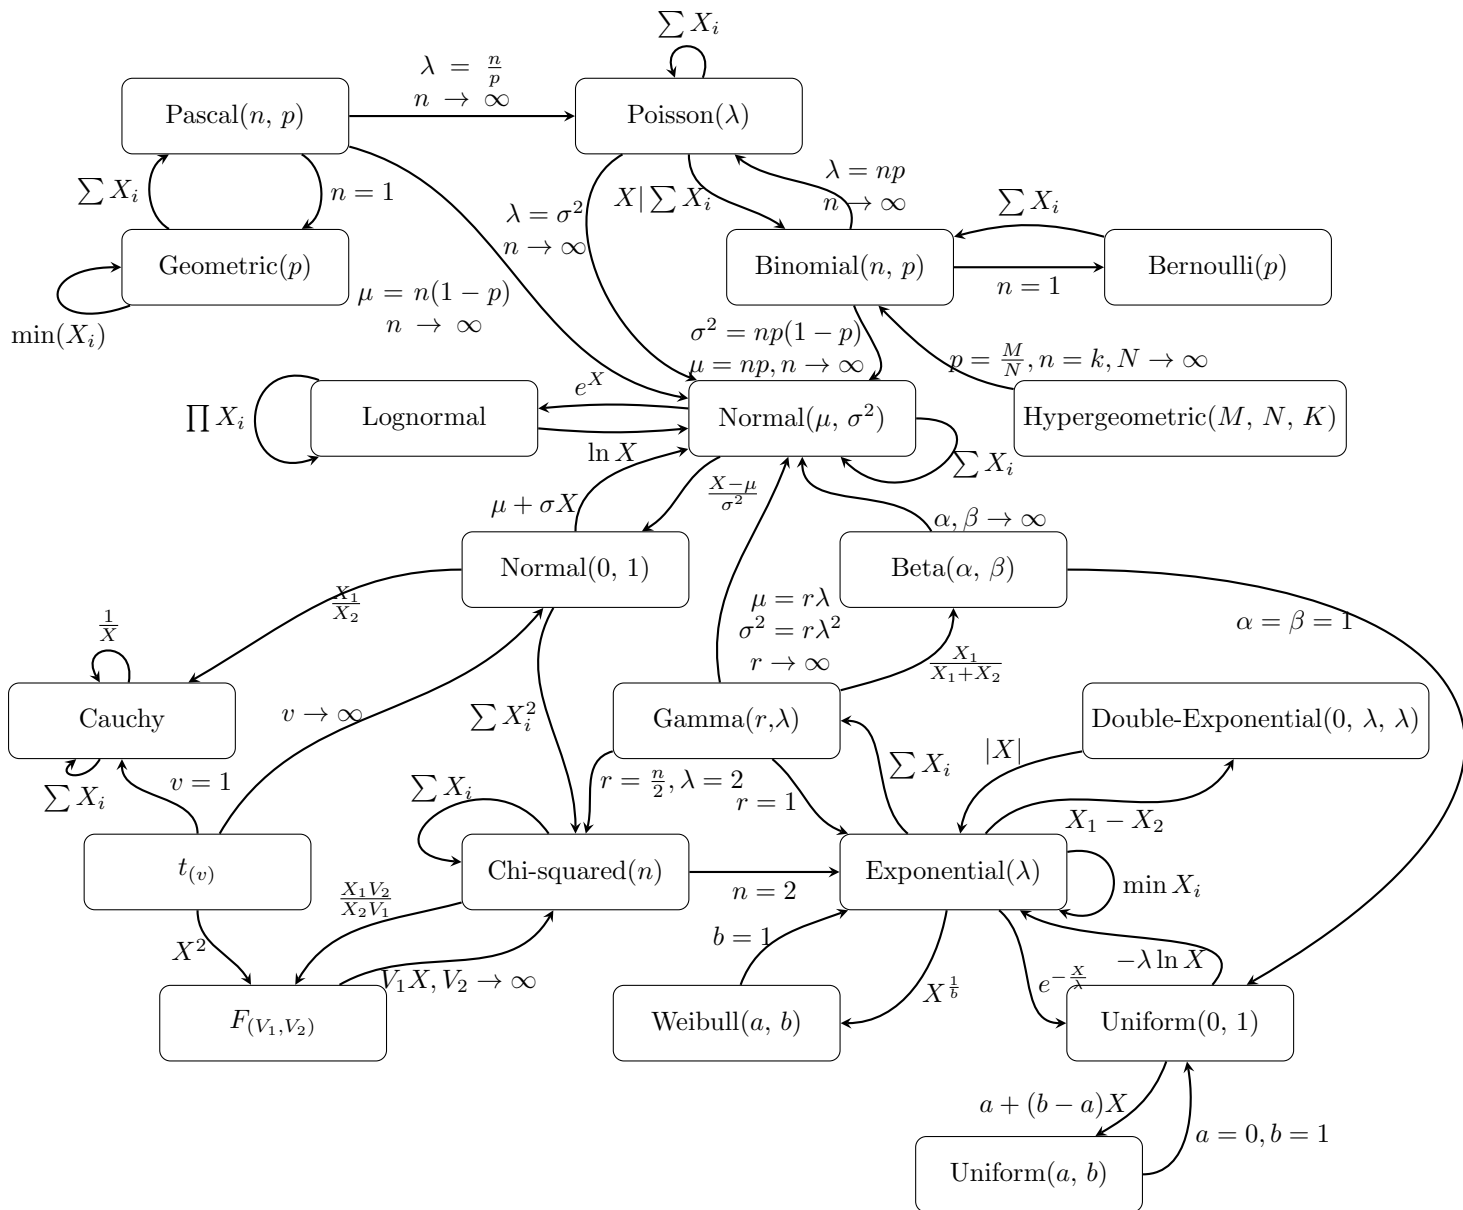 ∑ X_i
λ = n/p
n → ∞
Pascal(n, p)
Poisson(λ)
∑ X_i
n = 1
λ = σ²
n → ∞
X| ∑ X_i
λ = np
n → ∞
∑ X_i
Geometric(p)
Binomial(n, p)
n = 1
Bernoulli(p)
min(X_i)
μ = n(1 − p)
n → ∞
σ² = np(1 − p)
μ = np, n → ∞
p = M/N, n = k, N → ∞
∏ X_i
Lognormal
e^X
ln X
Normal(μ, σ²)
∑ X_i
Hypergeometric(M, N, K)
μ + σX
(X−μ)/σ²
α, β → ∞
Normal(0, 1)
Beta(α, β)
X_1/X_2
1/X
μ = rλ
σ² = rλ²
r → ∞
X_1/(X_1+X_2)
α = β = 1
Cauchy
v → ∞
∑ X_i²
Gamma(r,λ)
Double-Exponential(0, λ, λ)
∑ X_i
v = 1
∑ X_i
r = n/2, λ = 2
r = 1
∑ X_i
|X|
X_1 − X_2
t_(v)
Chi-squared(n)
n = 2
Exponential(λ)
min X_i
X²
X_1V_2/X_2V_1
V_1X, V_2 → ∞
b = 1
X^(1/b)
e^(−X/λ)
−λ ln X
F_(V_1,V_2)
Weibull(a, b)
Uniform(0, 1)
a + (b − a)X
a = 0, b = 1
Uniform(a, b)